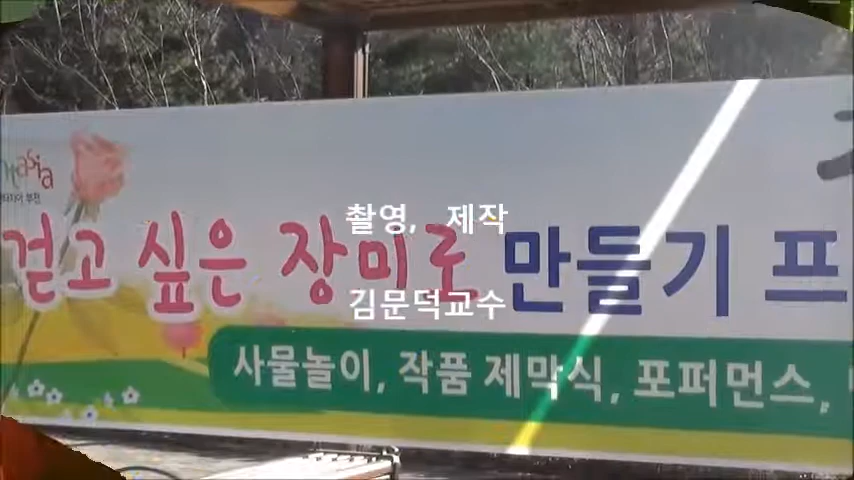 촬영, 제작
걷고 싶은 장미로 만들기 프
김문덕교수
사물놀이, 작품 제막식, 포퍼먼스,